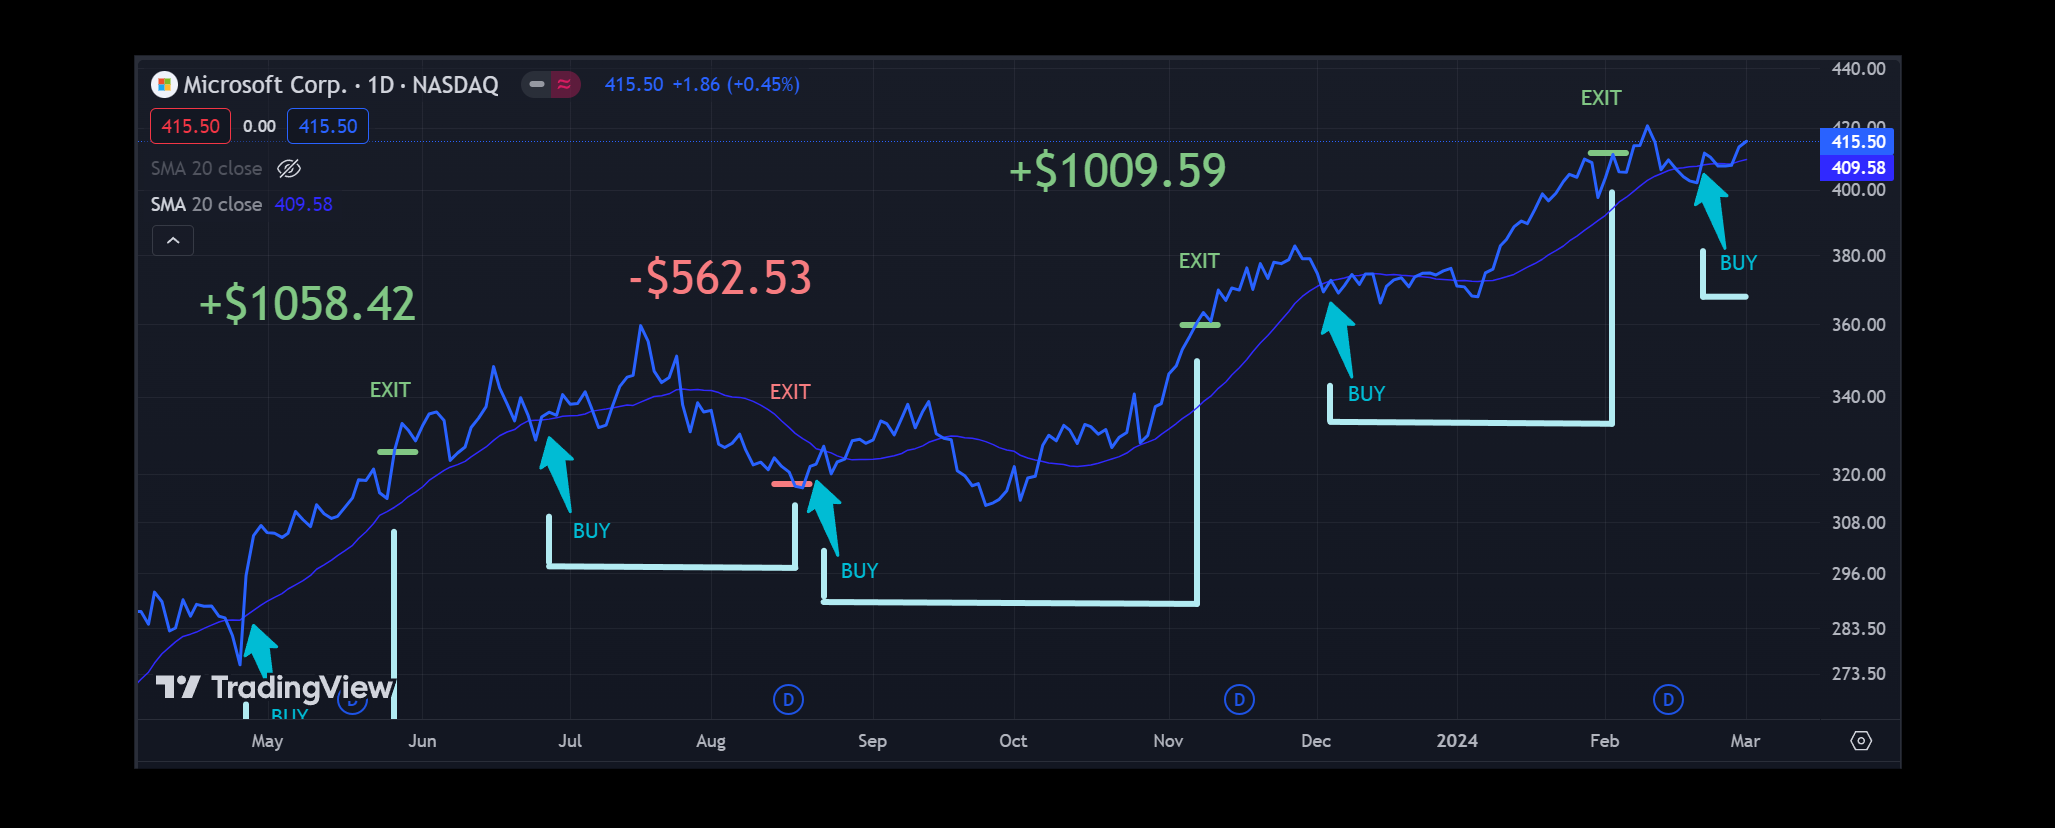 Microsoft Corp. · 1D · NASDAQ
415.50 +1.86 (+0.45%)
415.50 0.00 415.50
SMA 20 close
SMA 20 close 409.58
+$1058.42
-$562.53
+$1009.59
EXIT
EXIT
EXIT
EXIT
BUY
BUY
BUY
BUY
BUY
440.00
420.00
415.50
409.58
400.00
380.00
360.00
340.00
320.00
308.00
296.00
283.50
273.50
TradingView
D
D
D
D
May Jun Jul Aug Sep Oct Nov Dec 2024 Feb Mar